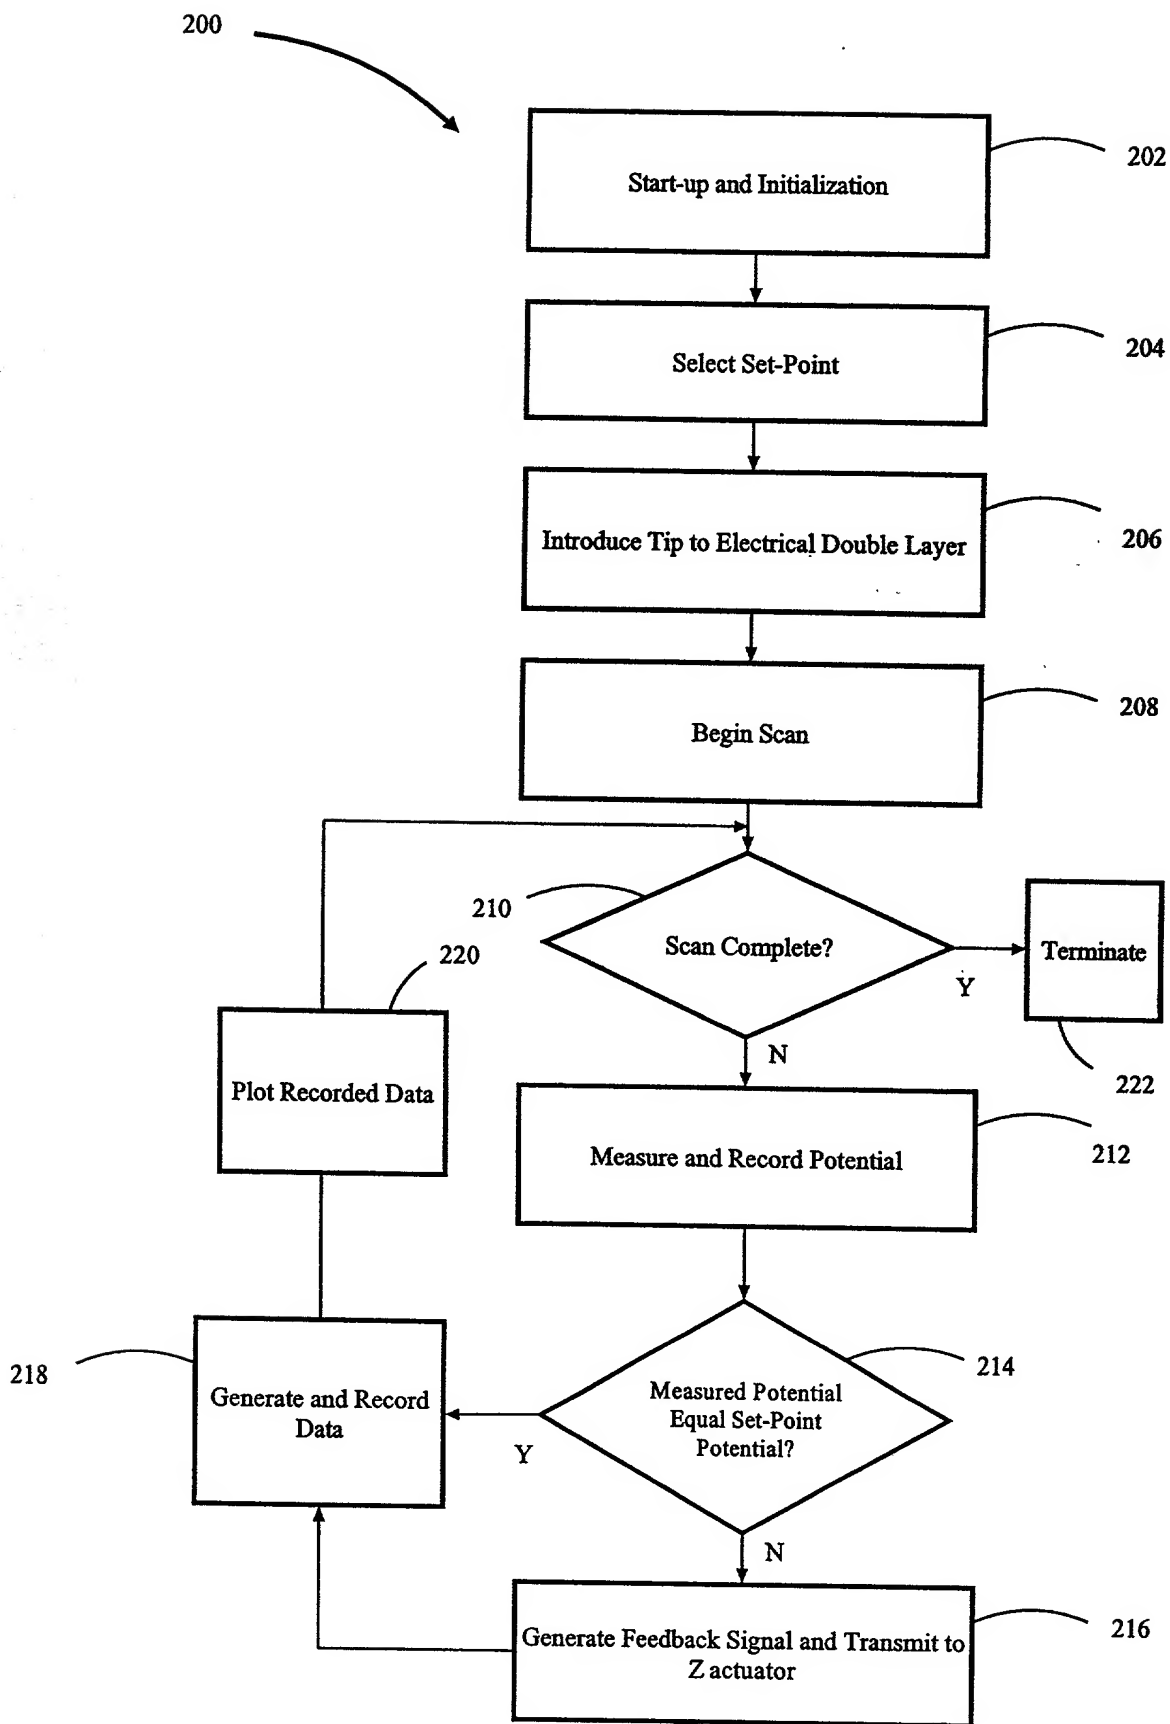 200
Start-up and Initialization
202
Select Set-Point
204
Introduce Tip to Electrical Double Layer
206
Begin Scan
208
210
Scan Complete?
Y
Terminate
222
N
220
Plot Recorded Data
Measure and Record Potential
212
218
Generate and Record
Data
Y
Measured Potential
Equal Set-Point
Potential?
214
N
Generate Feedback Signal and Transmit to
Z actuator
216